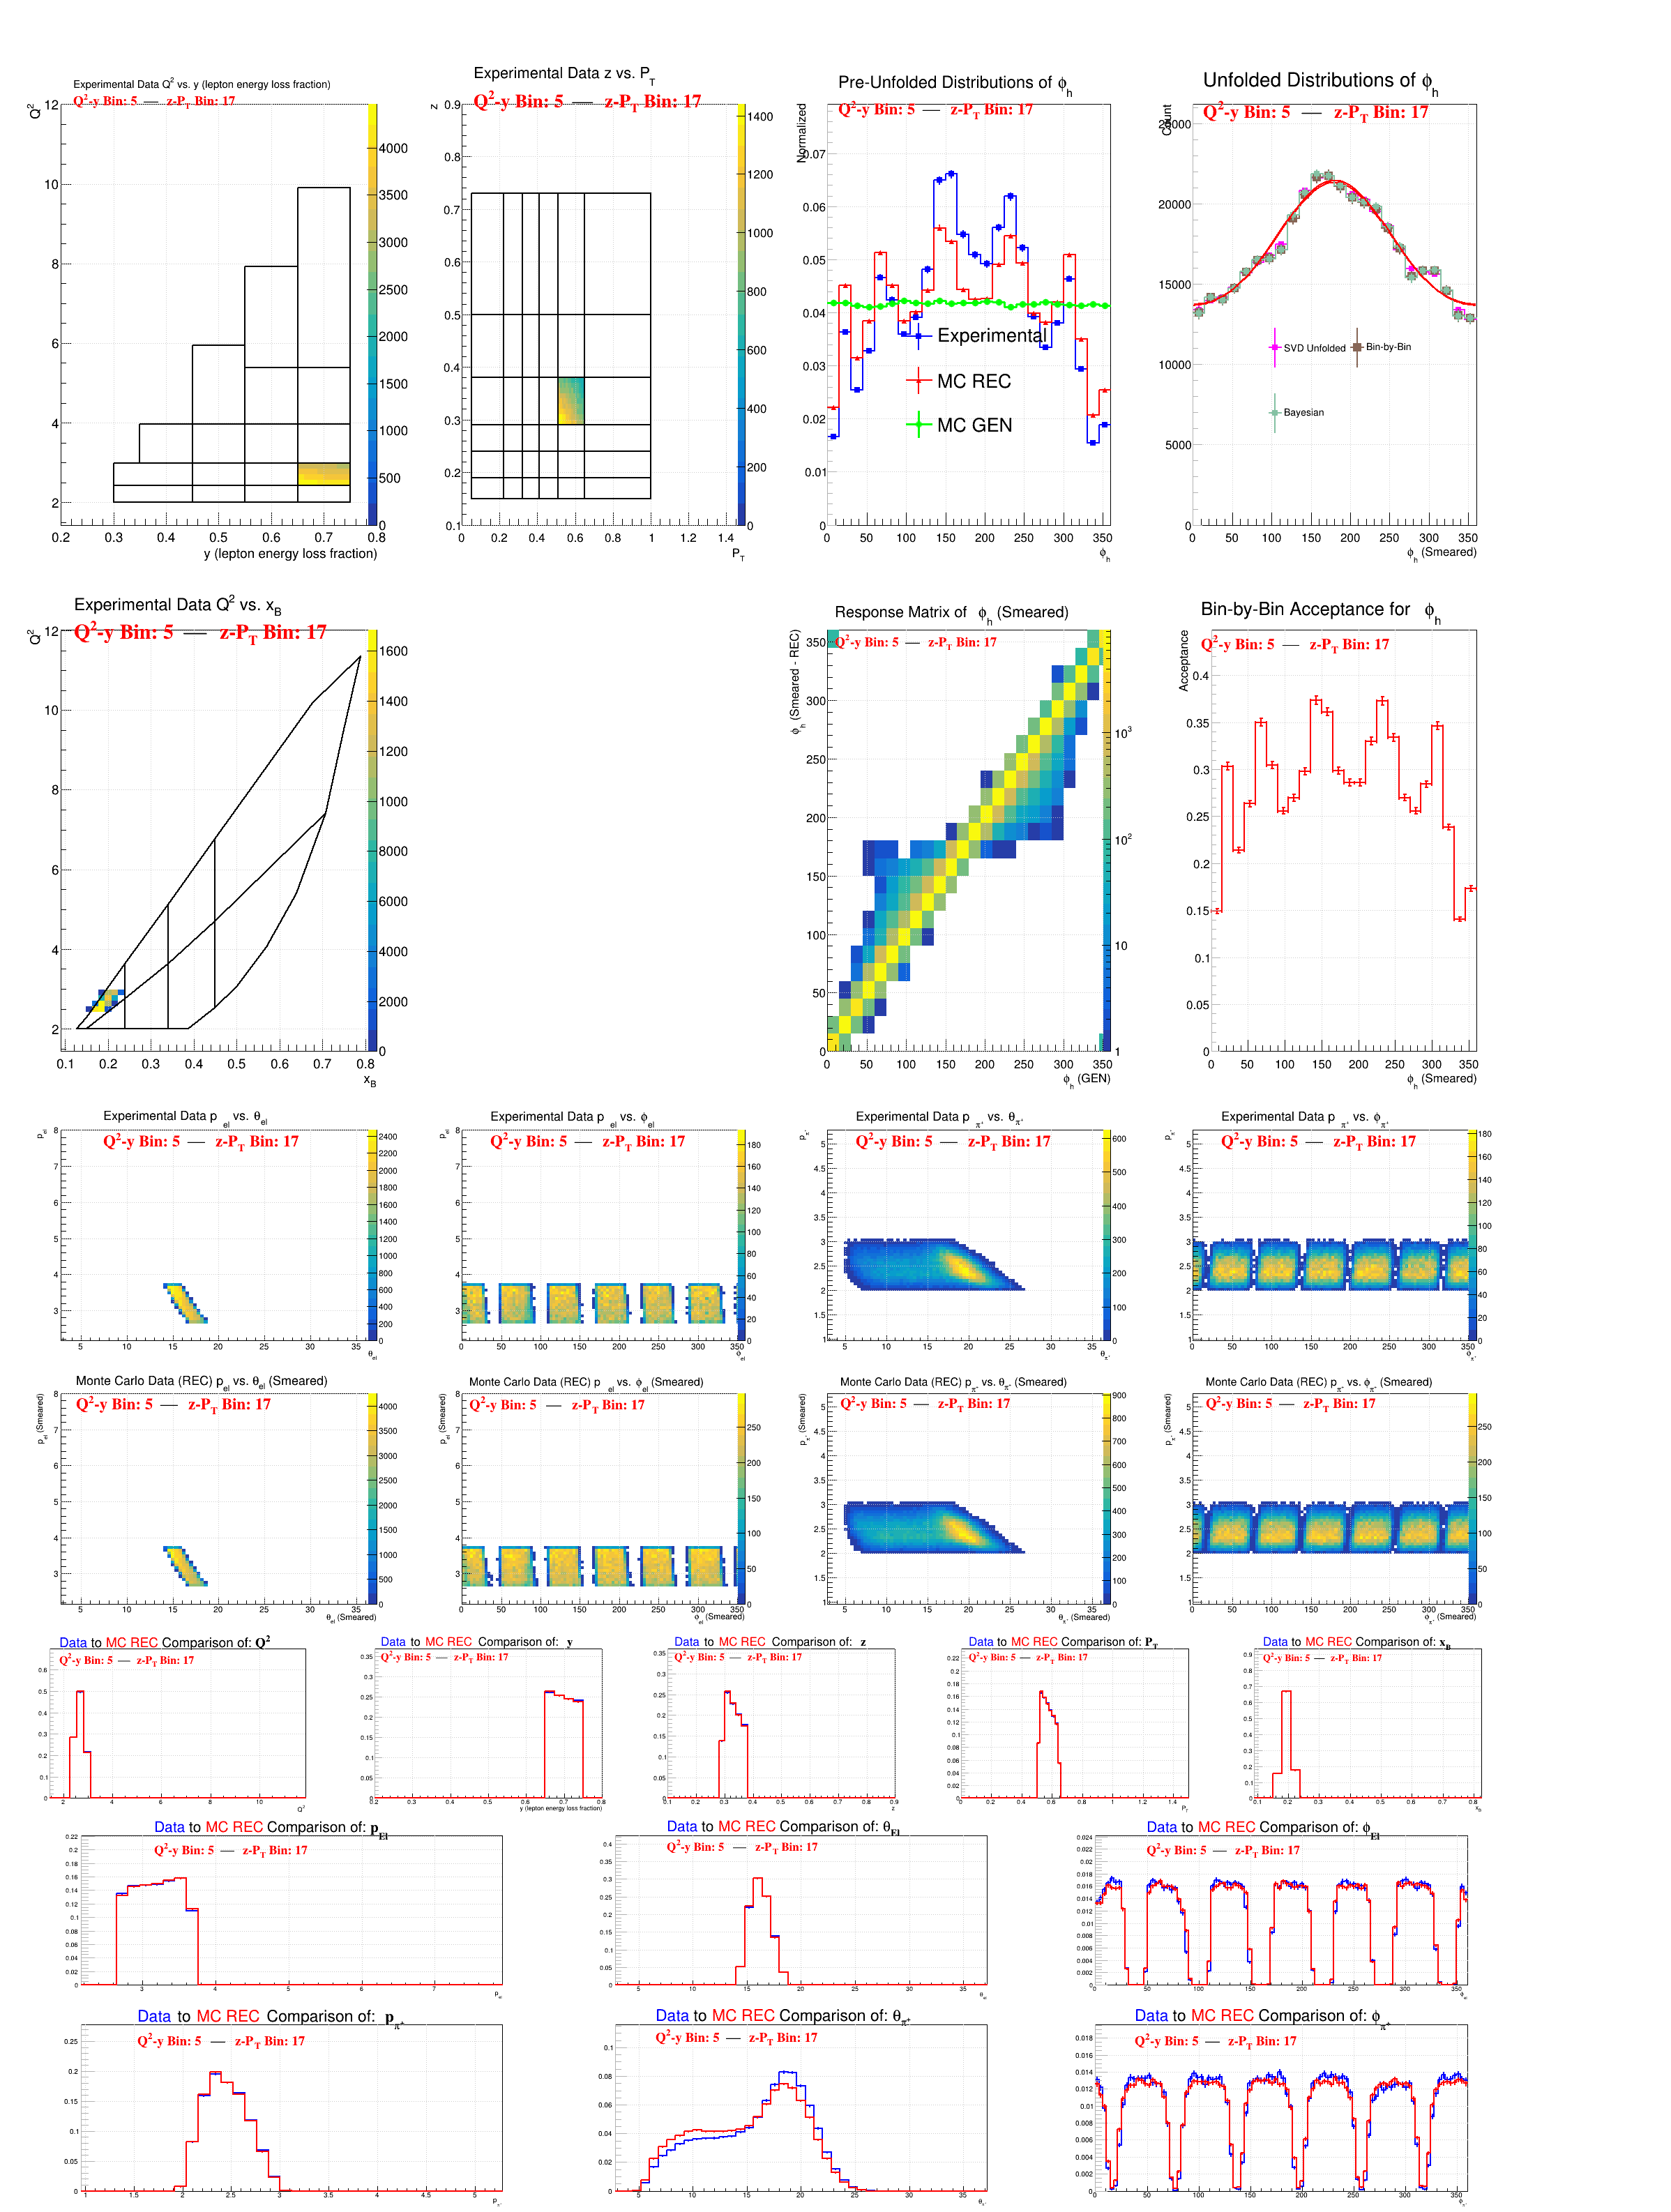 Experimental Data Q² vs. y (lepton energy loss fraction)
Q²-y Bin: 5 — z-P_T Bin: 17
Q²
y (lepton energy loss fraction)
Experimental Data z vs. P_T
Q²-y Bin: 5 — z-P_T Bin: 17
z
P_T
Pre-Unfolded Distributions of ϕ_h
Q²-y Bin: 5 — z-P_T Bin: 17
Normalized
Experimental
MC REC
MC GEN
ϕ_h
Unfolded Distributions of ϕ_h
Q²-y Bin: 5 — z-P_T Bin: 17
Count
SVD Unfolded
Bin-by-Bin
Bayesian
ϕ_h (Smeared)
Experimental Data Q² vs. x_B
Q²-y Bin: 5 — z-P_T Bin: 17
Q²
x_B
Response Matrix of ϕ_h (Smeared)
Q²-y Bin: 5 — z-P_T Bin: 17
ϕ_h (Smeared - REC)
ϕ_h (GEN)
Bin-by-Bin Acceptance for ϕ_h
Q²-y Bin: 5 — z-P_T Bin: 17
Acceptance
ϕ_h (Smeared)
Experimental Data p_el vs. θ_el
Q²-y Bin: 5 — z-P_T Bin: 17
p_el
θ_el
Experimental Data p_el vs. ϕ_el
Q²-y Bin: 5 — z-P_T Bin: 17
p_el
ϕ_el
Experimental Data p_π⁺ vs. θ_π⁺
Q²-y Bin: 5 — z-P_T Bin: 17
p_π⁺
θ_π⁺
Experimental Data p_π⁺ vs. ϕ_π⁺
Q²-y Bin: 5 — z-P_T Bin: 17
p_π⁺
ϕ_π⁺
Monte Carlo Data (REC) p_el vs. θ_el (Smeared)
Q²-y Bin: 5 — z-P_T Bin: 17
p_el (Smeared)
θ_el (Smeared)
Monte Carlo Data (REC) p_el vs. ϕ_el (Smeared)
Q²-y Bin: 5 — z-P_T Bin: 17
p_el (Smeared)
ϕ_el (Smeared)
Monte Carlo Data (REC) p_π⁺ vs. θ_π⁺ (Smeared)
Q²-y Bin: 5 — z-P_T Bin: 17
p_π⁺ (Smeared)
θ_π⁺ (Smeared)
Monte Carlo Data (REC) p_π⁺ vs. ϕ_π⁺ (Smeared)
Q²-y Bin: 5 — z-P_T Bin: 17
p_π⁺ (Smeared)
ϕ_π⁺ (Smeared)
Data to MC REC Comparison of: Q²
Q²-y Bin: 5 — z-P_T Bin: 17
Q²
Data to MC REC Comparison of: y
Q²-y Bin: 5 — z-P_T Bin: 17
y (lepton energy loss fraction)
Data to MC REC Comparison of: z
Q²-y Bin: 5 — z-P_T Bin: 17
z
Data to MC REC Comparison of: P_T
Q²-y Bin: 5 — z-P_T Bin: 17
P_T
Data to MC REC Comparison of: x_B
Q²-y Bin: 5 — z-P_T Bin: 17
x_B
Data to MC REC Comparison of: p_El
Q²-y Bin: 5 — z-P_T Bin: 17
p_el
Data to MC REC Comparison of: θ_El
Q²-y Bin: 5 — z-P_T Bin: 17
θ_el
Data to MC REC Comparison of: ϕ_El
Q²-y Bin: 5 — z-P_T Bin: 17
ϕ_el
Data to MC REC Comparison of: p_π⁺
Q²-y Bin: 5 — z-P_T Bin: 17
p_π⁺
Data to MC REC Comparison of: θ_π⁺
Q²-y Bin: 5 — z-P_T Bin: 17
θ_π⁺
Data to MC REC Comparison of: ϕ_π⁺
Q²-y Bin: 5 — z-P_T Bin: 17
ϕ_π⁺